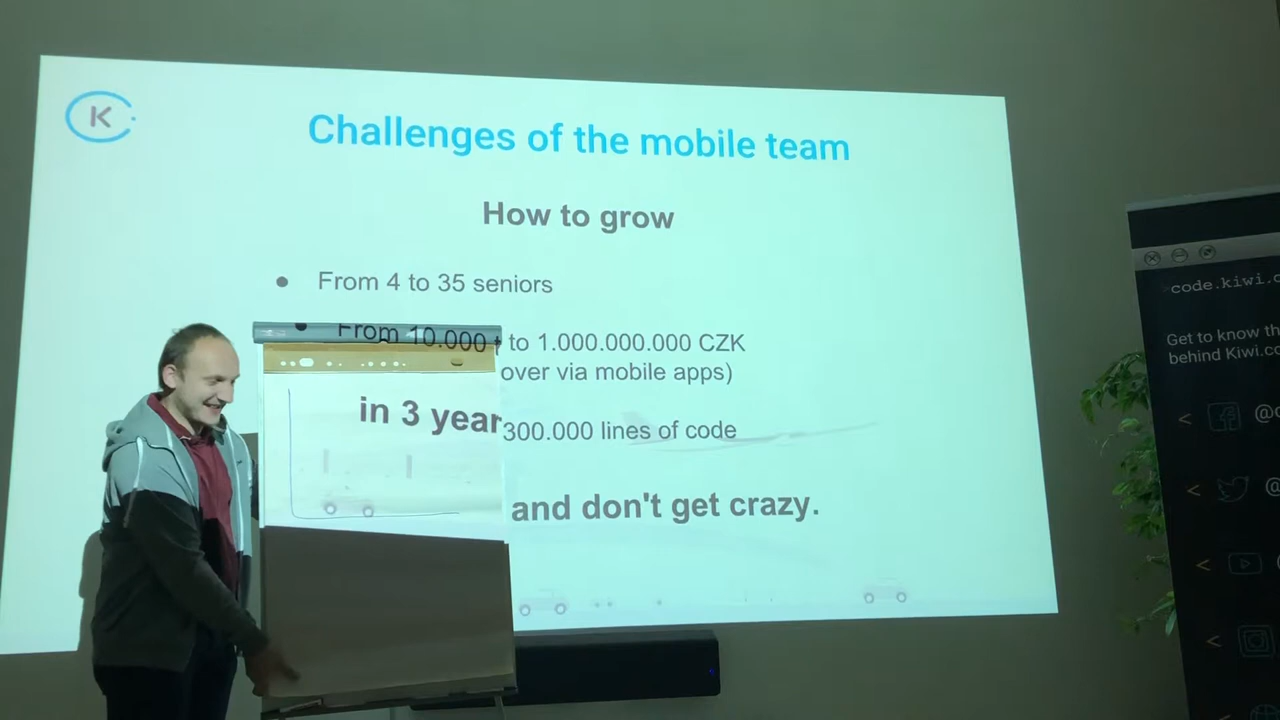 K
Challenges of the mobile team
How to grow
● From 4 to 35 seniors
● From 10.000 to 1.000.000.000 CZK
over via mobile apps)
300.000 lines of code
in 3 year
and don't get crazy.
code.kiwi.c
Get to know th
behind Kiwi.co
< @
< @
<
<